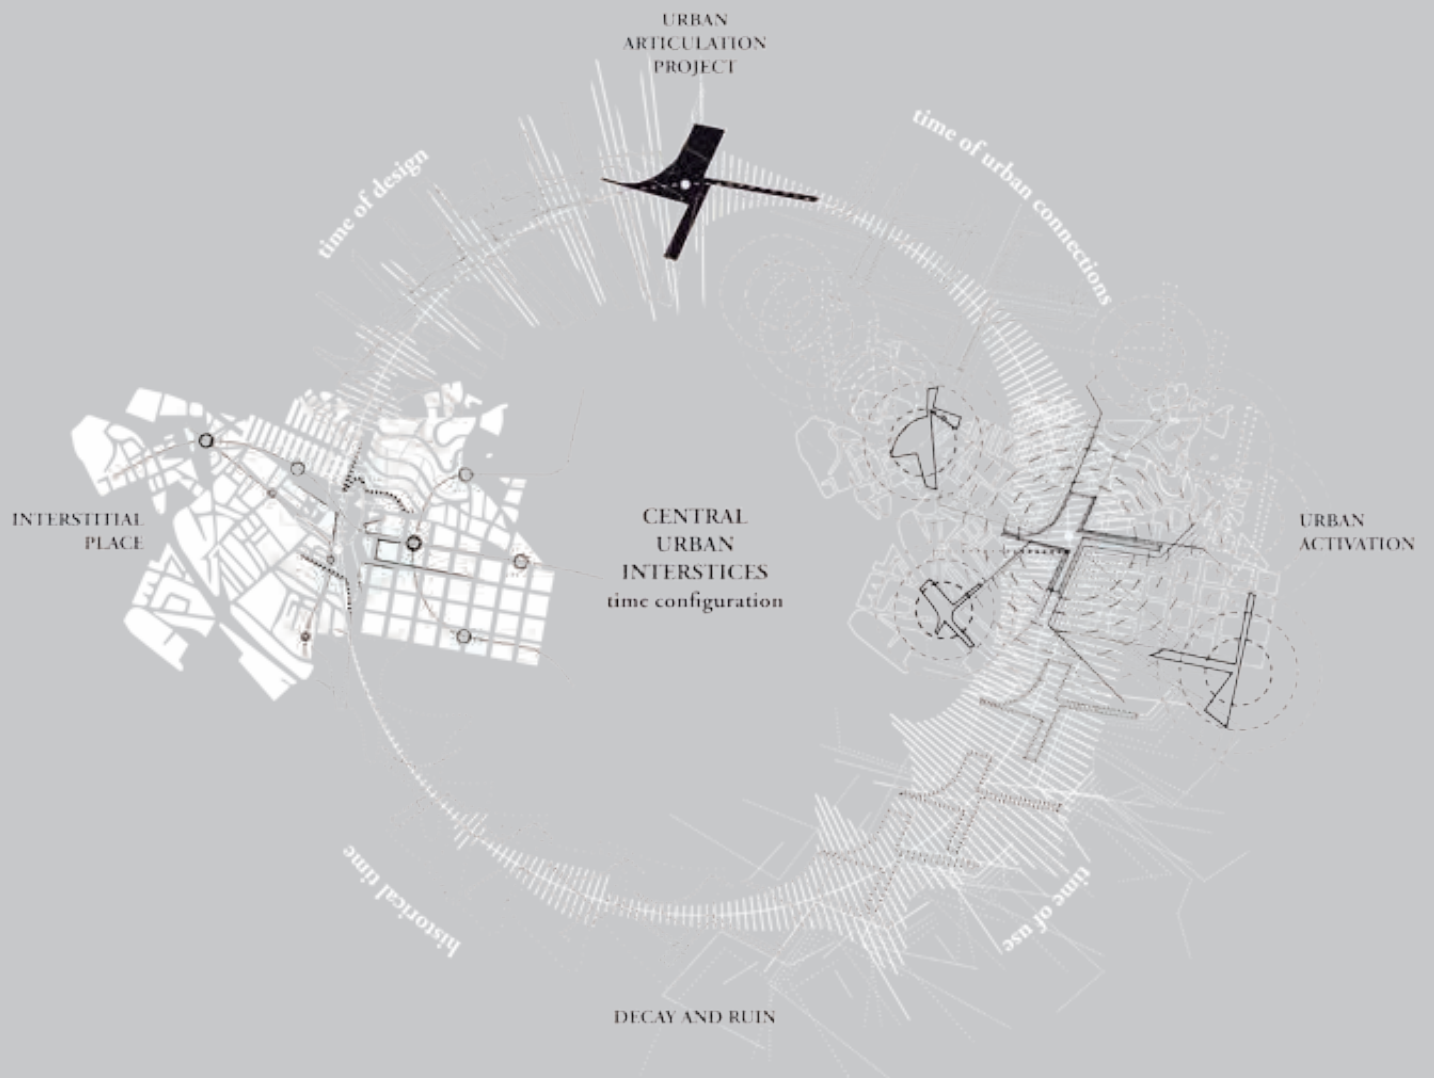 URBAN
ARTICULATION
PROJECT
time of design
time of urban connections
INTERSTITIAL
PLACE
CENTRAL
URBAN
INTERSTICES
time configuration
URBAN
ACTIVATION
historical time
time of use
DECAY AND RUIN